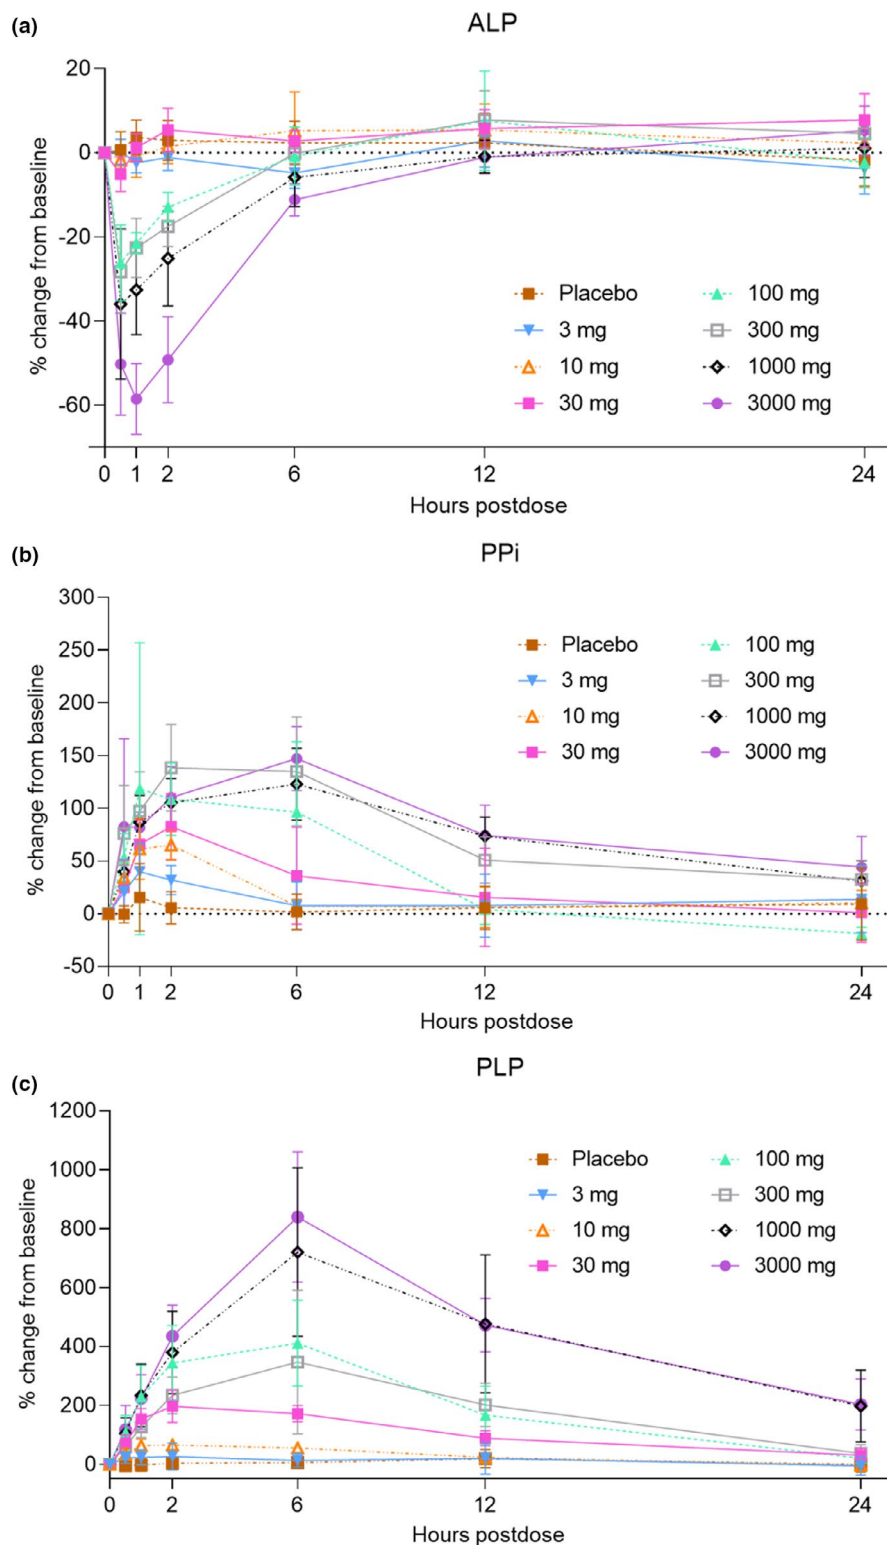 (a)
ALP
% change from baseline
20
0
-20
-40
-60
Placebo
3 mg
10 mg
30 mg
100 mg
300 mg
1000 mg
3000 mg
0 1 2 6 12 24
Hours postdose
(b)
PPi
% change from baseline
300
250
200
150
100
50
0
-50
Placebo
3 mg
10 mg
30 mg
100 mg
300 mg
1000 mg
3000 mg
0 1 2 6 12 24
Hours postdose
(c)
PLP
% change from baseline
1200
1000
800
600
400
200
0
Placebo
3 mg
10 mg
30 mg
100 mg
300 mg
1000 mg
3000 mg
0 2 6 12 24
Hours postdose